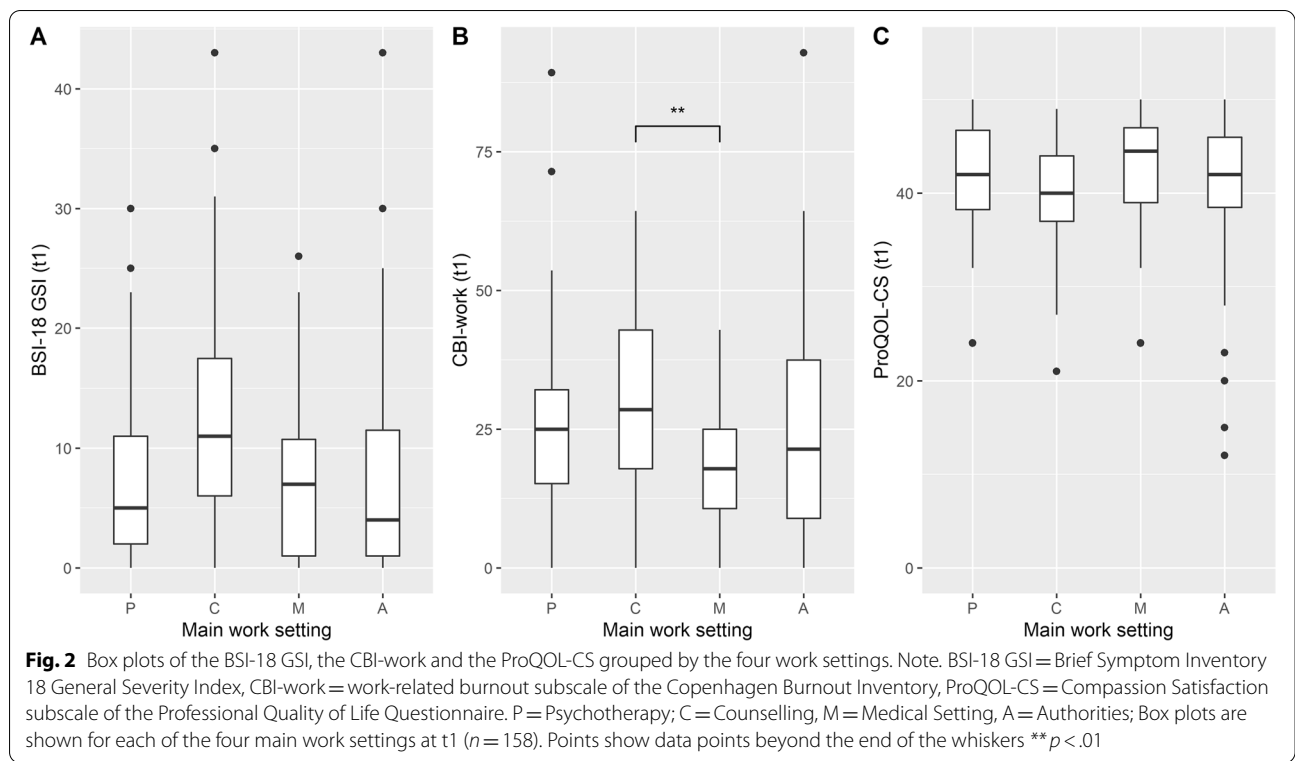 A
B
C
40
30
20
10
0
BSI-18 GSI (t1)
P C M A
Main work setting
**
75
50
25
0
CBI-work (t1)
P C M A
Main work setting
40
20
0
ProQOL-CS (t1)
P C M A
Main work setting
Fig. 2 Box plots of the BSI-18 GSI, the CBI-work and the ProQOL-CS grouped by the four work settings. Note. BSI-18 GSI = Brief Symptom Inventory
18 General Severity Index, CBI-work = work-related burnout subscale of the Copenhagen Burnout Inventory, ProQOL-CS = Compassion Satisfaction
subscale of the Professional Quality of Life Questionnaire. P = Psychotherapy; C = Counselling, M = Medical Setting, A = Authorities; Box plots are
shown for each of the four main work settings at t1 (n = 158). Points show data points beyond the end of the whiskers **p < .01